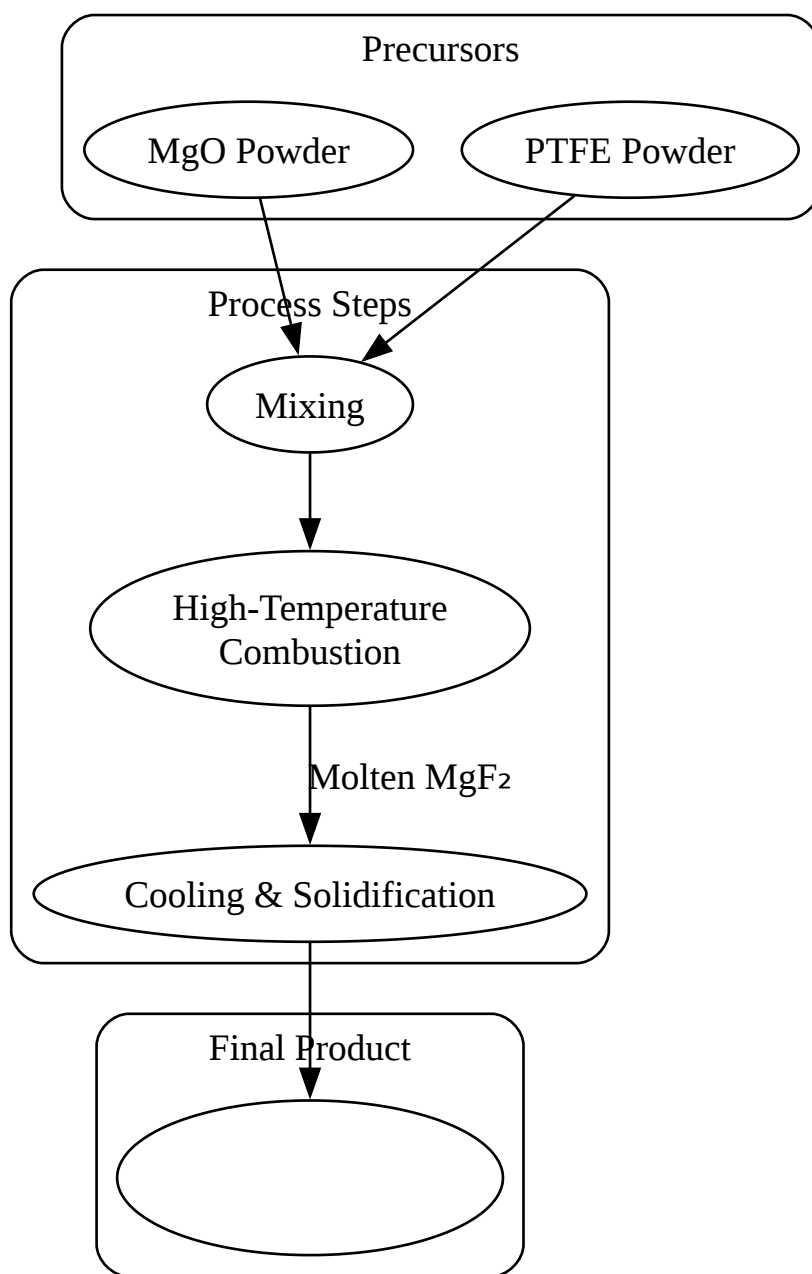 Precursors
MgO Powder
PTFE Powder
Process Steps
Mixing
High-Temperature
Combustion
Molten MgF₂
Cooling & Solidification
Final Product